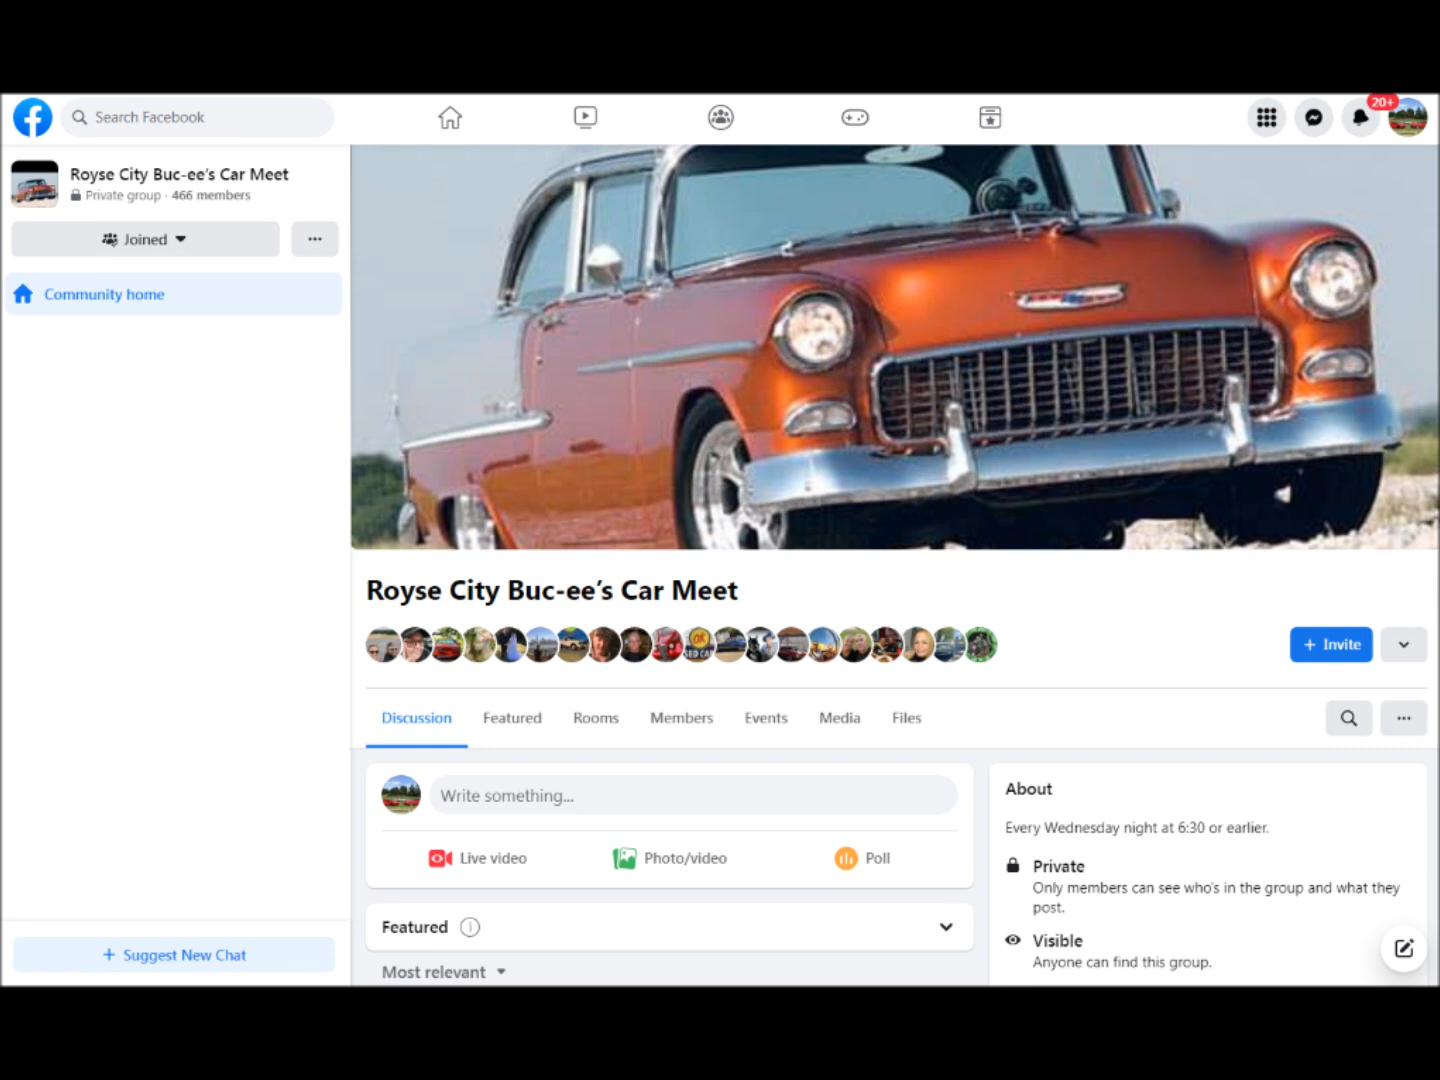 Search Facebook
20+
Royse City Buc-ee's Car Meet
Private group · 466 members
Joined
Community home
Royse City Buc-ee's Car Meet
+ Invite
Discussion Featured Rooms Members Events Media Files
Write something...
Live video Photo/video Poll
Featured
Most relevant
About
Every Wednesday night at 6:30 or earlier.
Private
Only members can see who's in the group and what they
post.
Visible
Anyone can find this group.
+ Suggest New Chat